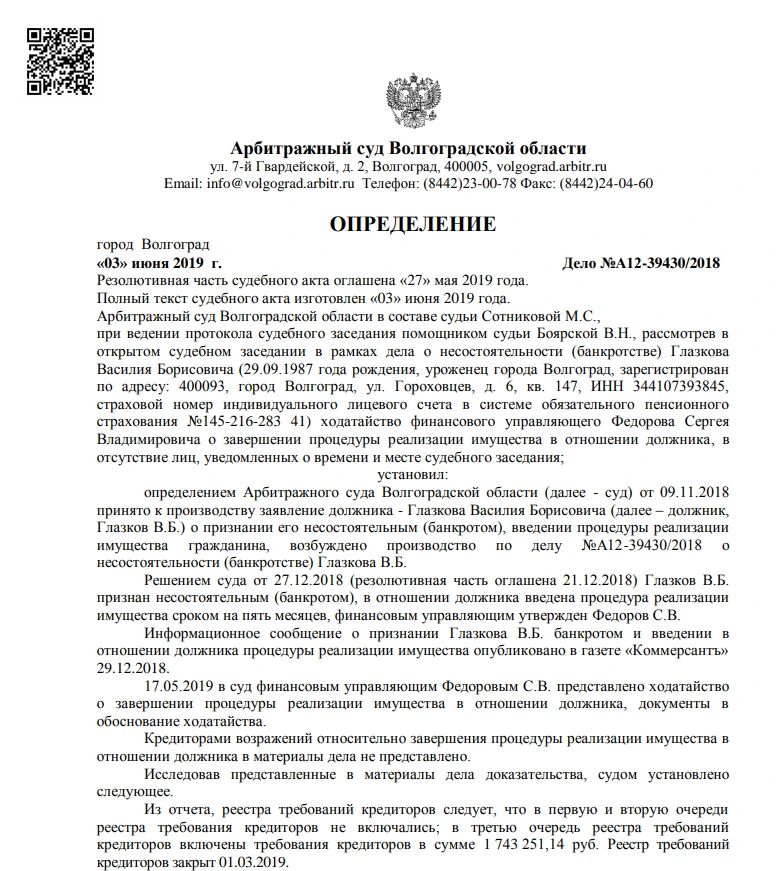 Арбитражный суд Волгоградской области
ул. 7-й Гвардейской, д. 2, Волгоград, 400005, volgograd.arbitr.ru
Email: info@volgograd.arbitr.ru Телефон: (8442)23-00-78 Факс: (8442)24-04-60
ОПРЕДЕЛЕНИЕ
город Волгоград
«03» июня 2019 г. Дело №А12-39430/2018
Резолютивная часть судебного акта оглашена «27» мая 2019 года.
Полный текст судебного акта изготовлен «03» июня 2019 года.
Арбитражный суд Волгоградской области в составе судьи Сотниковой М.С.,
при ведении протокола судебного заседания помощником судьи Боярской В.Н., рассмотрев в
открытом судебном заседании в рамках дела о несостоятельности (банкротстве) Глазкова
Василия Борисовича (29.09.1987 года рождения, уроженец города Волгоград, зарегистрирован
по адресу: 400093, город Волгоград, ул. Гороховцев, д. 6, кв. 147, ИНН 344107393845,
страховой номер индивидуального лицевого счета в системе обязательного пенсионного
страхования №145-216-283 41) ходатайство финансового управляющего Федорова Сергея
Владимировича о завершении процедуры реализации имущества в отношении должника, в
отсутствие лиц, уведомленных о времени и месте судебного заседания;
установил:
определением Арбитражного суда Волгоградской области (далее - суд) от 09.11.2018
принято к производству заявление должника - Глазкова Василия Борисовича (далее – должник,
Глазков В.Б.) о признании его несостоятельным (банкротом), введении процедуры реализации
имущества гражданина, возбуждено производство по делу №А12-39430/2018 о
несостоятельности (банкротстве) Глазкова В.Б.
Решением суда от 27.12.2018 (резолютивная часть оглашена 21.12.2018) Глазков В.Б.
признан несостоятельным (банкротом), в отношении должника введена процедура реализации
имущества сроком на пять месяцев, финансовым управляющим утвержден Федоров С.В.
Информационное сообщение о признании Глазкова В.Б. банкротом и введении в
отношении должника процедуры реализации имущества опубликовано в газете «Коммерсантъ»
29.12.2018.
17.05.2019 в суд финансовым управляющим Федоровым С.В. представлено ходатайство
о завершении процедуры реализации имущества в отношении должника, документы в
обоснование ходатайства.
Кредиторами возражений относительно завершения процедуры реализации имущества в
отношении должника в материалы дела не представлено.
Исследовав представленные в материалы дела доказательства, судом установлено
следующее.
Из отчета, реестра требований кредиторов следует, что в первую и вторую очереди
реестра требования кредиторов не включались; в третью очередь реестра требований
кредиторов включены требования кредиторов в сумме 1 743 251,14 руб. Реестр требований
кредиторов закрыт 01.03.2019.